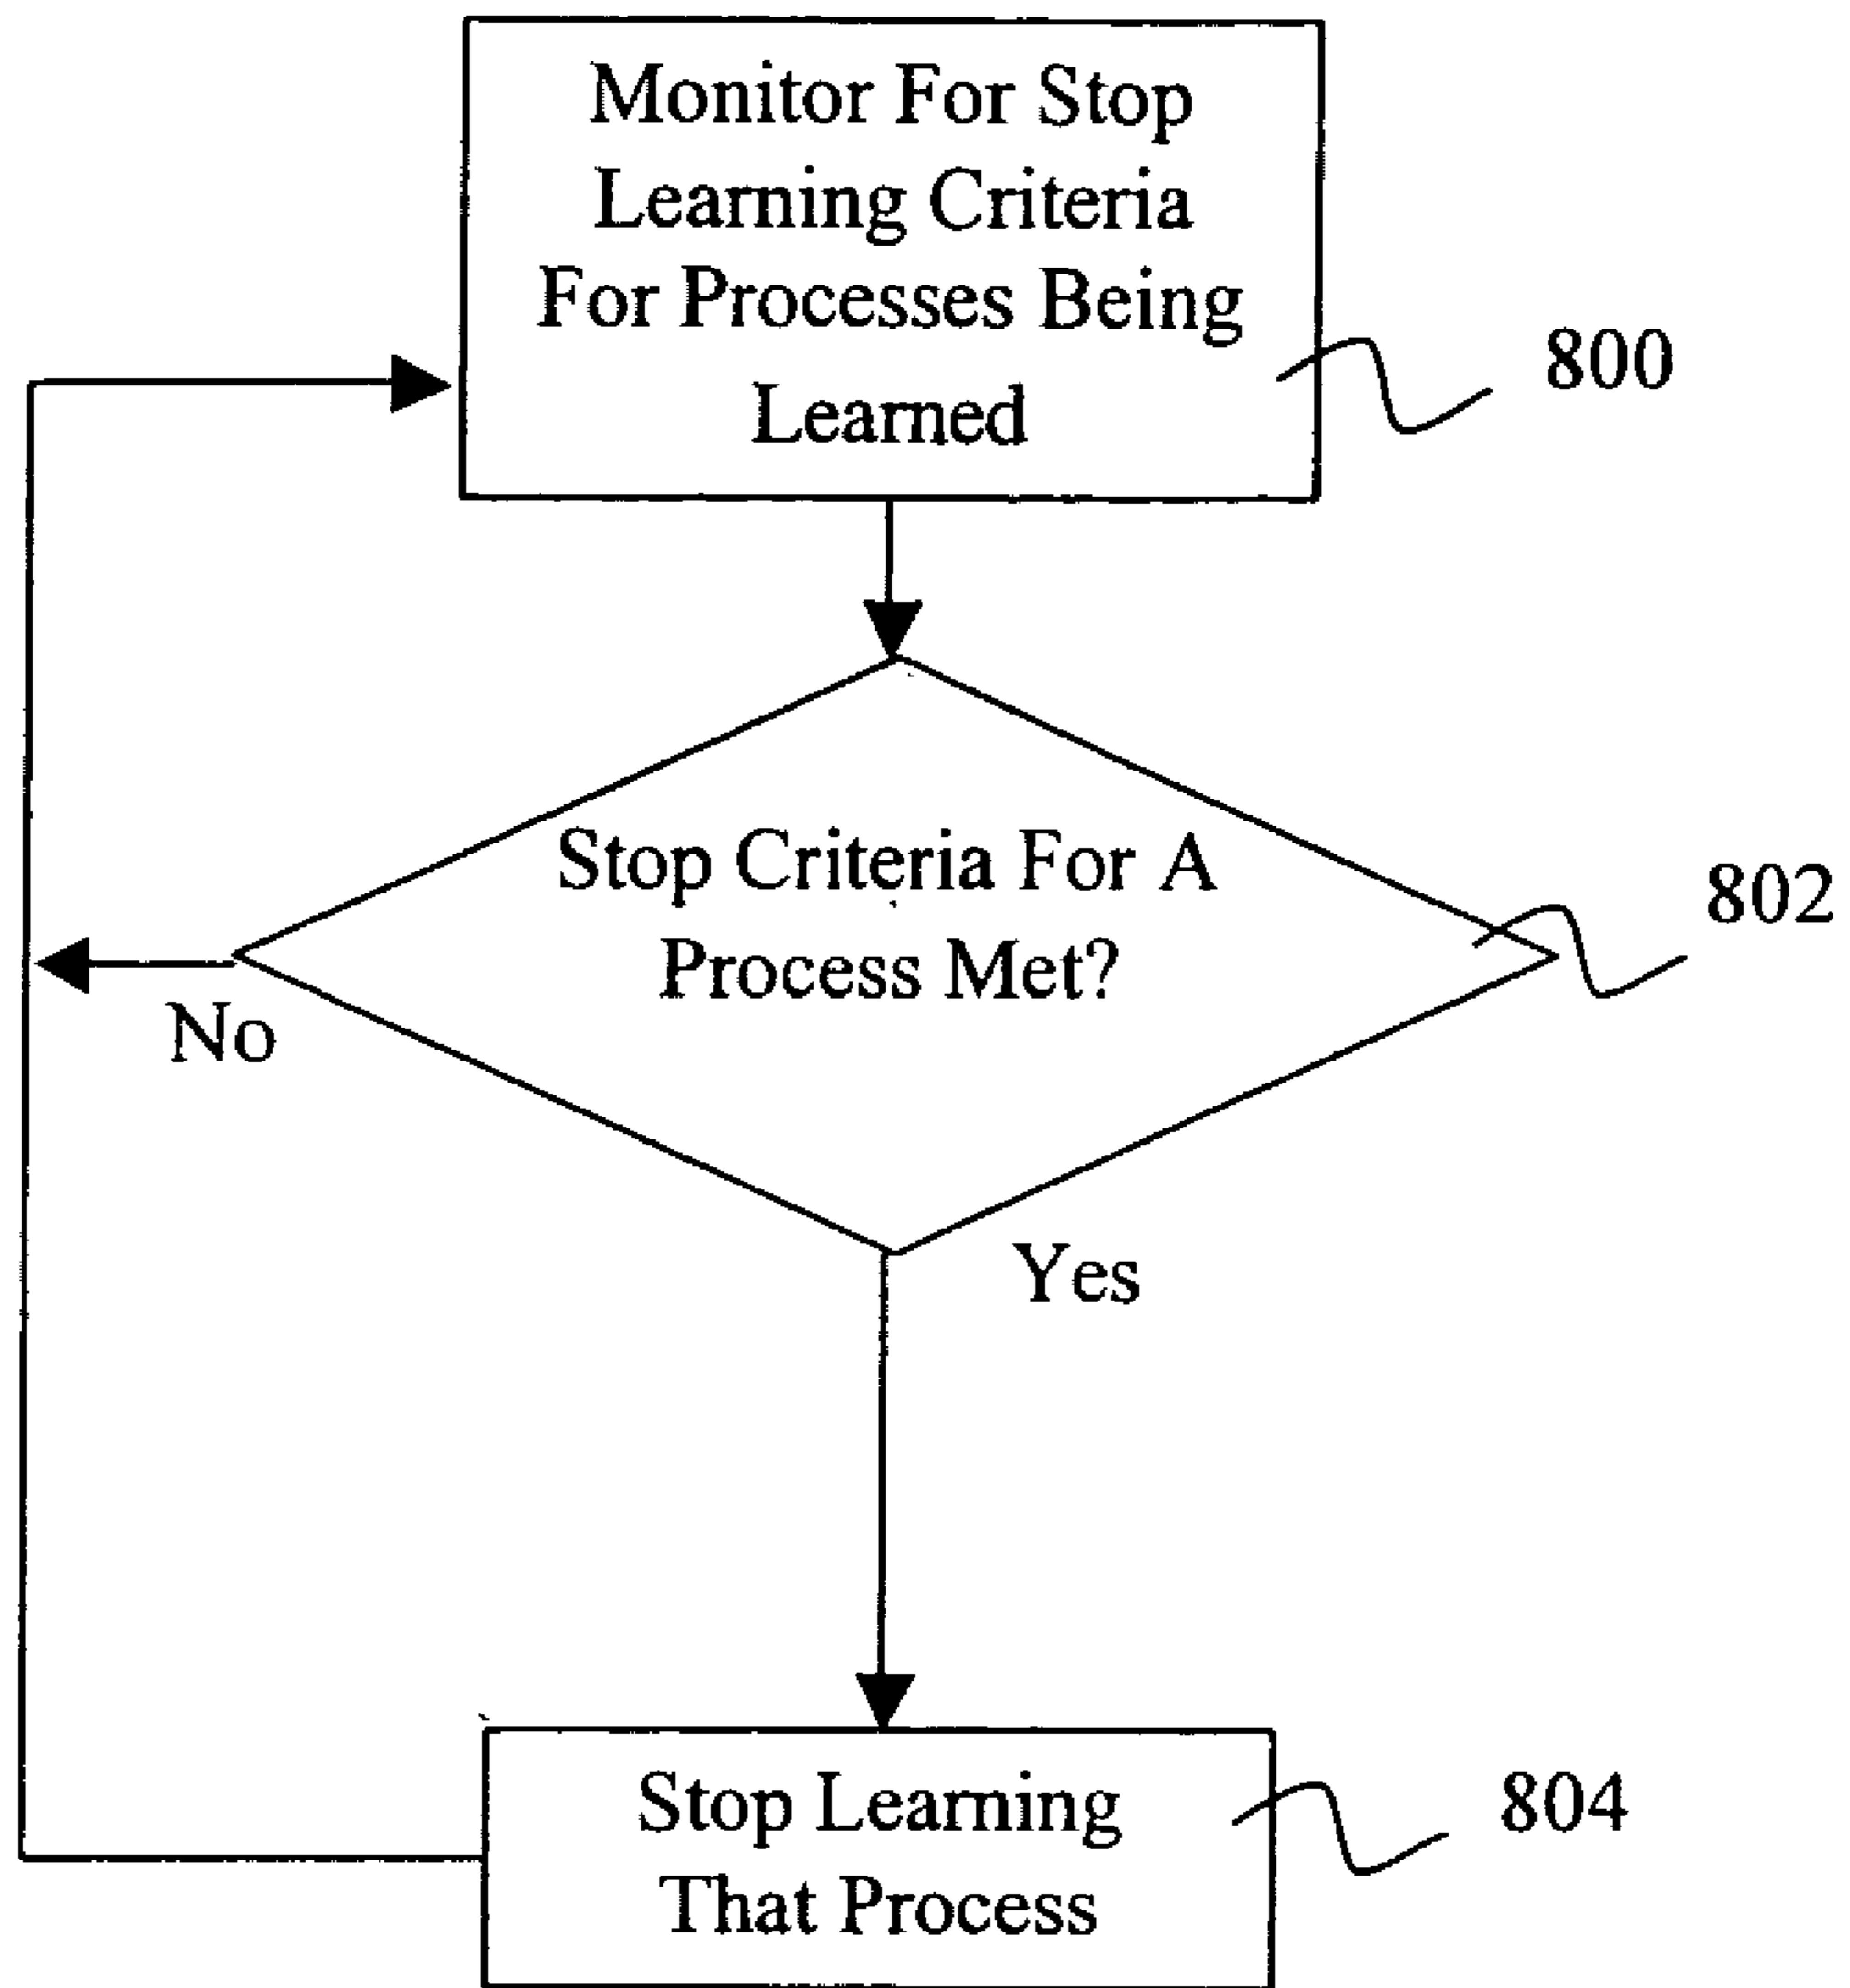 Monitor For Stop
Learning Criteria
For Processes Being
Learned
800
Stop Criteria For A
Process Met?
802
No
Yes
Stop Learning
That Process
804